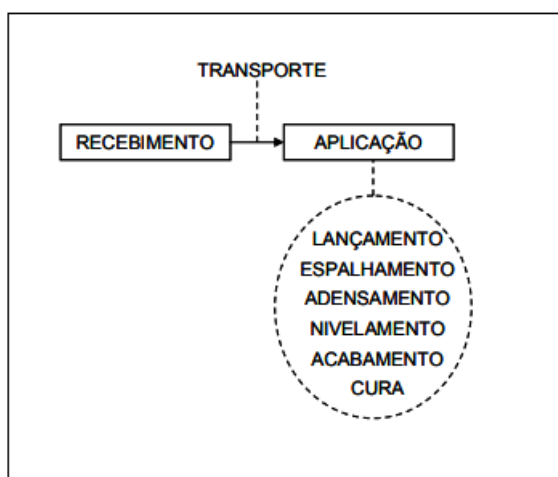 TRANSPORTE
RECEBIMENTO
APLICAÇÃO
LANÇAMENTO
ESPALHAMENTO
ADENSAMENTO
NIVELAMENTO
ACABAMENTO
CURA